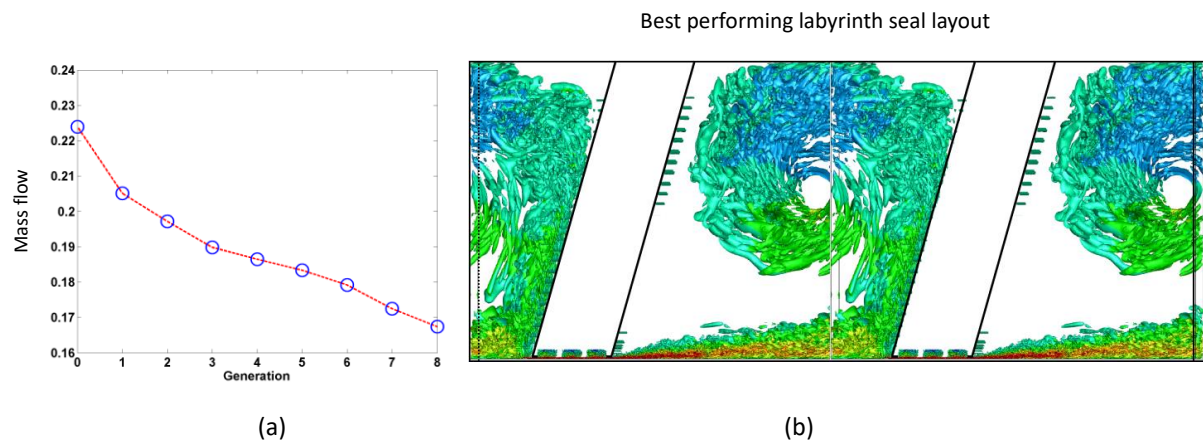 Best performing labyrinth seal layout
0.24
0.23
0.22
0.21
0.2
0.19
0.18
0.17
0.16
Mass flow
0 1 2 3 4 5 6 7 8
Generation
(a)
(b)